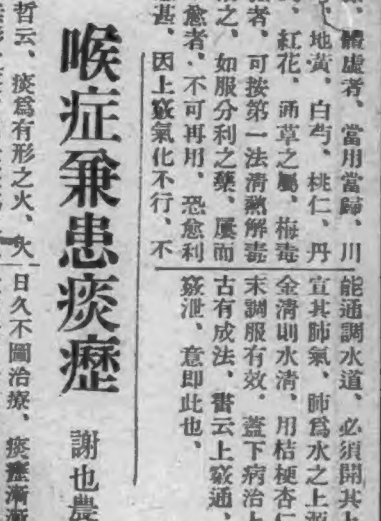 體虛者、當用當歸、川
地黃、白芍、桃仁、丹
紅花、通草之屬、梅毒
者、可按第一法清熱解毒
之、如服分利之藥、屢而
愈者、不可再用、恐愈利
甚、因上竅氣化不行、不
能通調水道、必須開其上
宣其肺氣、肺爲水之上源
金清則水清、用桔梗杏仁
末調服有效。蓋下病治上
古有成法、書云上竅通、
竅泄、意即此也、
喉症兼患痰癧
謝也農
哲云、痰爲有形之火、火
日久不圖治療、痰癧漸漸